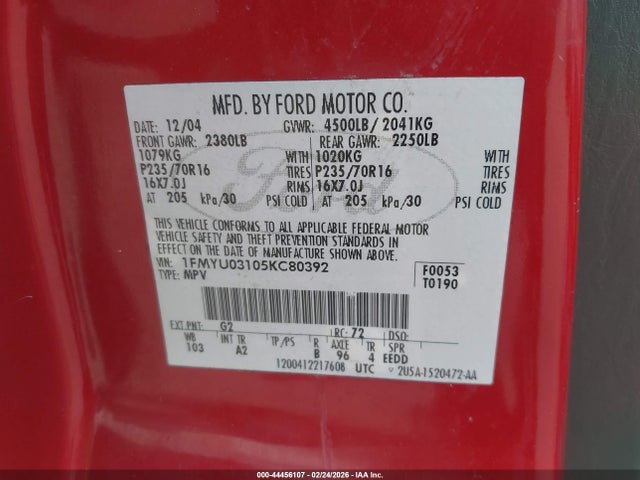 MFD. BY FORD MOTOR CO.
DATE: 12/04 GVWR: 4500LB/ 2041KG
FRONT GAWR: 2380LB REAR GAWR: 2250LB
1079KG WITH 1020KG WITH
P235/70R16 TIRES P235/70R16 TIRES
16X7.0J RIMS 16X7.0J RIMS
AT 205 kPa/30 PSI COLD AT 205 kPa/30 PSI COLD
THIS VEHICLE CONFORMS TO ALL APPLICABLE FEDERAL MOTOR
VEHICLE SAFETY AND THEFT PREVENTION STANDARDS IN
EFFECT ON THE DATE OF MANUFACTURE SHOWN ABOVE.
VIN: 1FMYU03105KC80392 F0053
TYPE: MPV T0190
Ford
EXT PNT: G2 RC: 72 DSO:
WB INT TR TP/PS R AXLE TR SPR
103 A2 B 96 4 EEDD
1200412217608 UTC 2U5A-1520472-AA
000-44456107 - 02/24/2026 - IAA Inc.